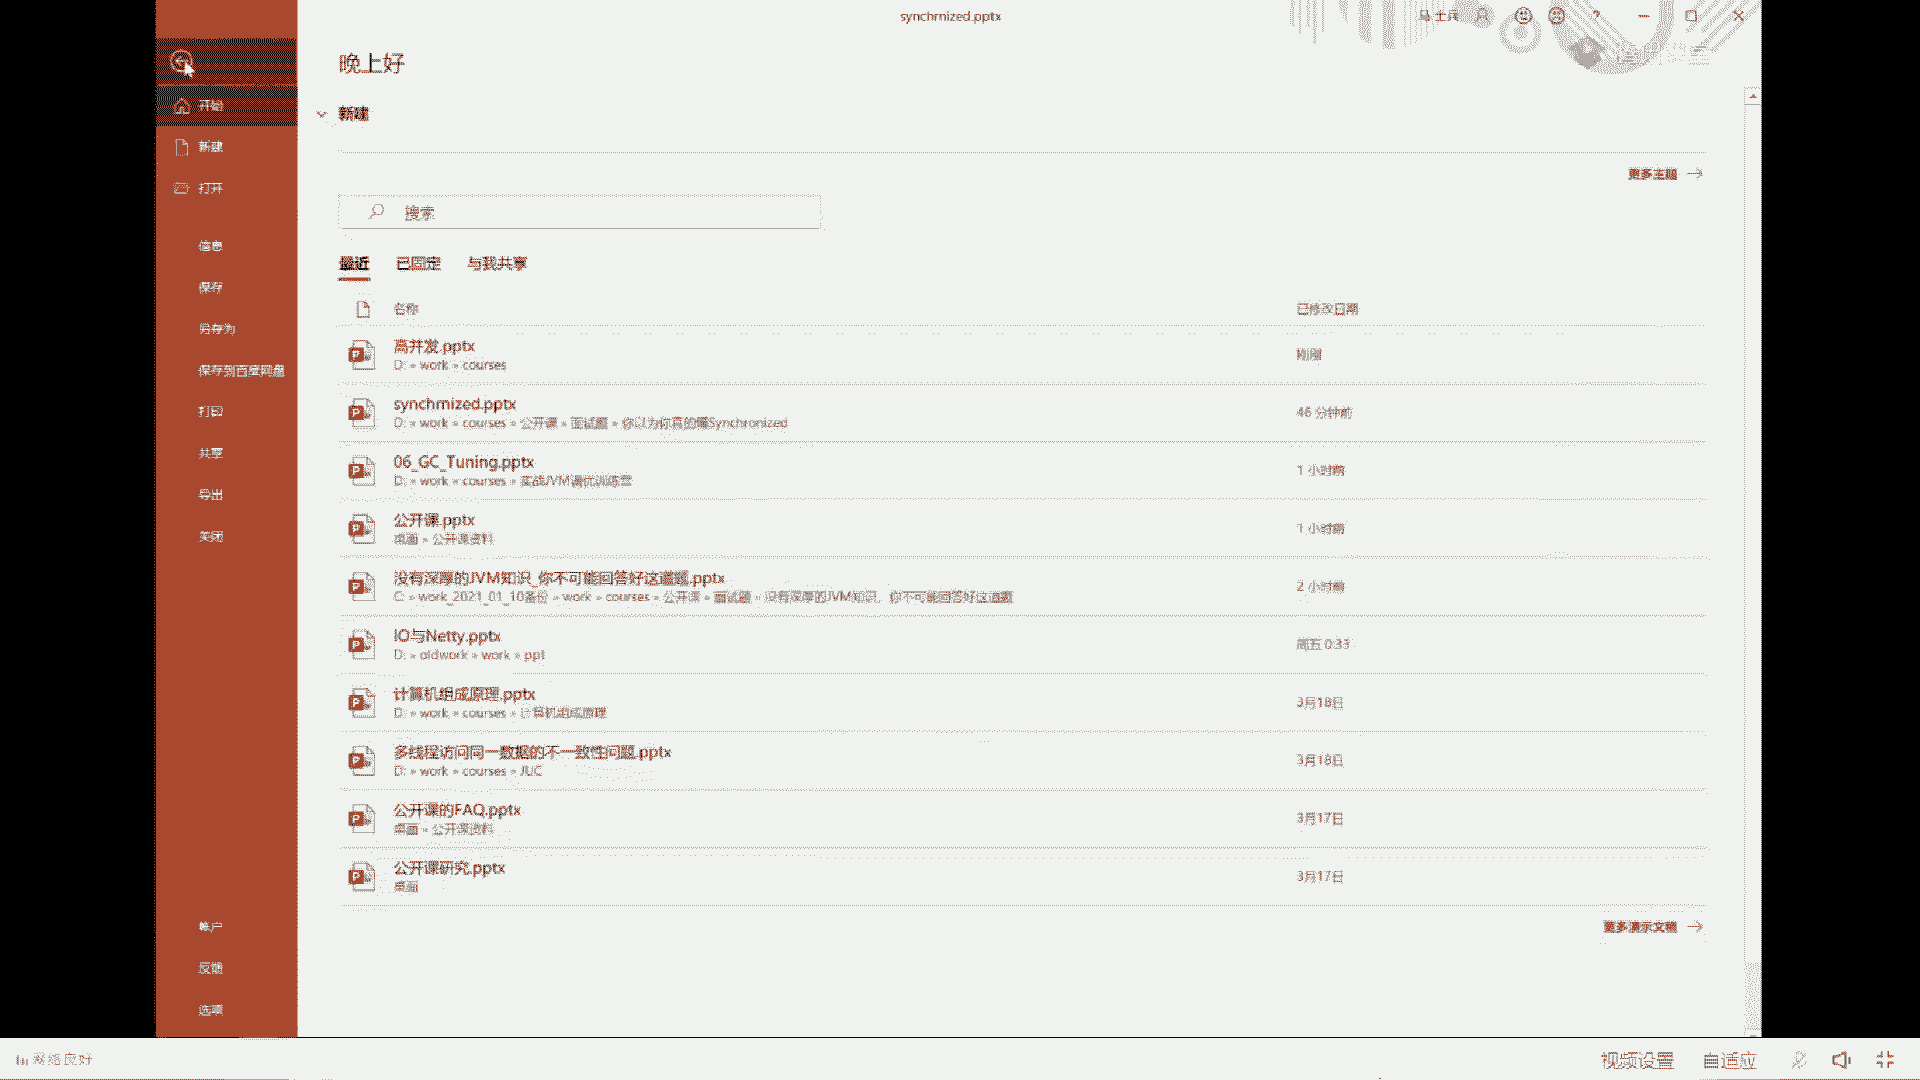 synchrnized.pptx
士兵
晚上好
开始
新建
新建
打开
更多主题
搜索
信息
最近 已固定 与我共享
保存
名称 已修改日期
另存为
高并发.pptx 刚刚
D: » work » courses
保存到百度网盘
synchrnized.pptx 46 分钟前
D: » work » courses » 公开课 » 面试题 » 你以为你真的懂Synchronized
打印
共享
06_GC_Tuning.pptx 1 小时前
D: » work » courses » 实战JVM调优训练营
导出
公开课.pptx 1 小时前
桌面 » 公开课资料
关闭
没有深厚的JVM知识_你不可能回答好这道题.pptx 2 小时前
C: » work_2021_01_10备份 » work » courses » 公开课 » 面试题 » 没有深厚的JVM知识，你不可能回答好这道题
IO与Netty.pptx 周五 0:33
D: » oldwork » work » ppt
计算机组成原理.pptx 3月18日
D: » work » courses » 计算机组成原理
多线程访问同一数据的不一致性问题.pptx 3月18日
D: » work » courses » JUC
公开课的FAQ.pptx 3月17日
桌面 » 公开课资料
公开课研究.pptx 3月17日
桌面
帐户
更多演示文稿
反馈
选项
网络良好 视频设置 自适应